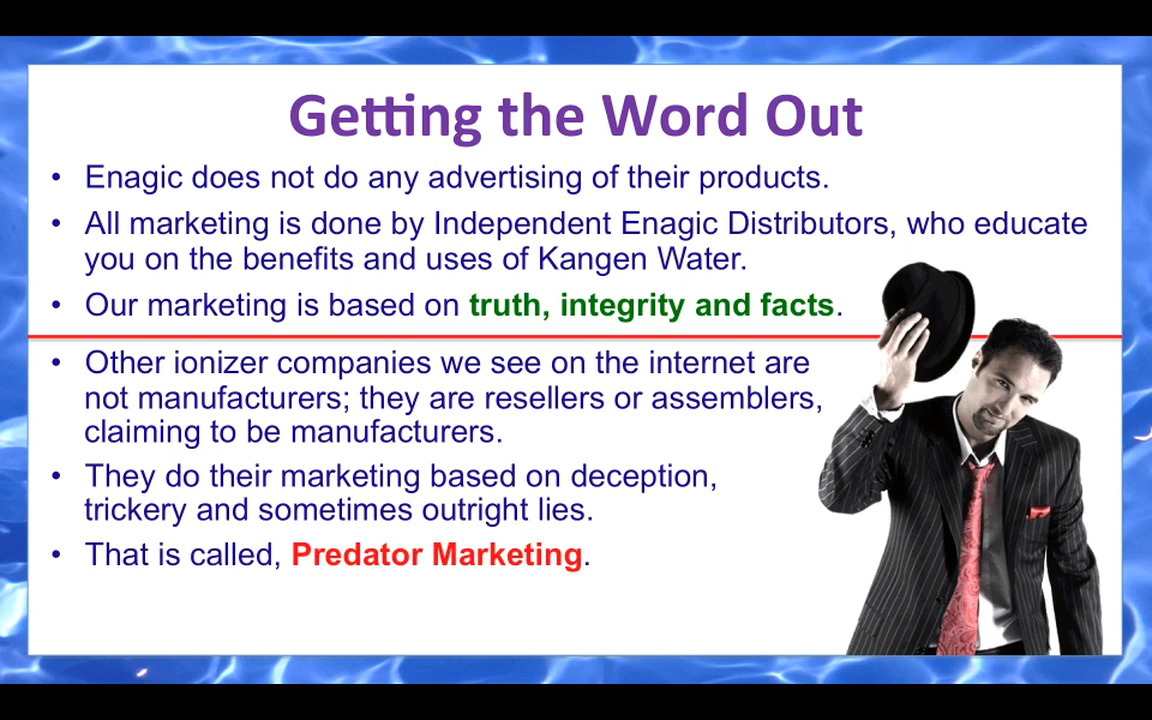 Getting the Word Out
• Enagic does not do any advertising of their products.
• All marketing is done by Independent Enagic Distributors, who educate
you on the benefits and uses of Kangen Water.
• Our marketing is based on truth, integrity and facts.
• Other ionizer companies we see on the internet are
not manufacturers; they are resellers or assemblers,
claiming to be manufacturers.
• They do their marketing based on deception,
trickery and sometimes outright lies.
• That is called, Predator Marketing.